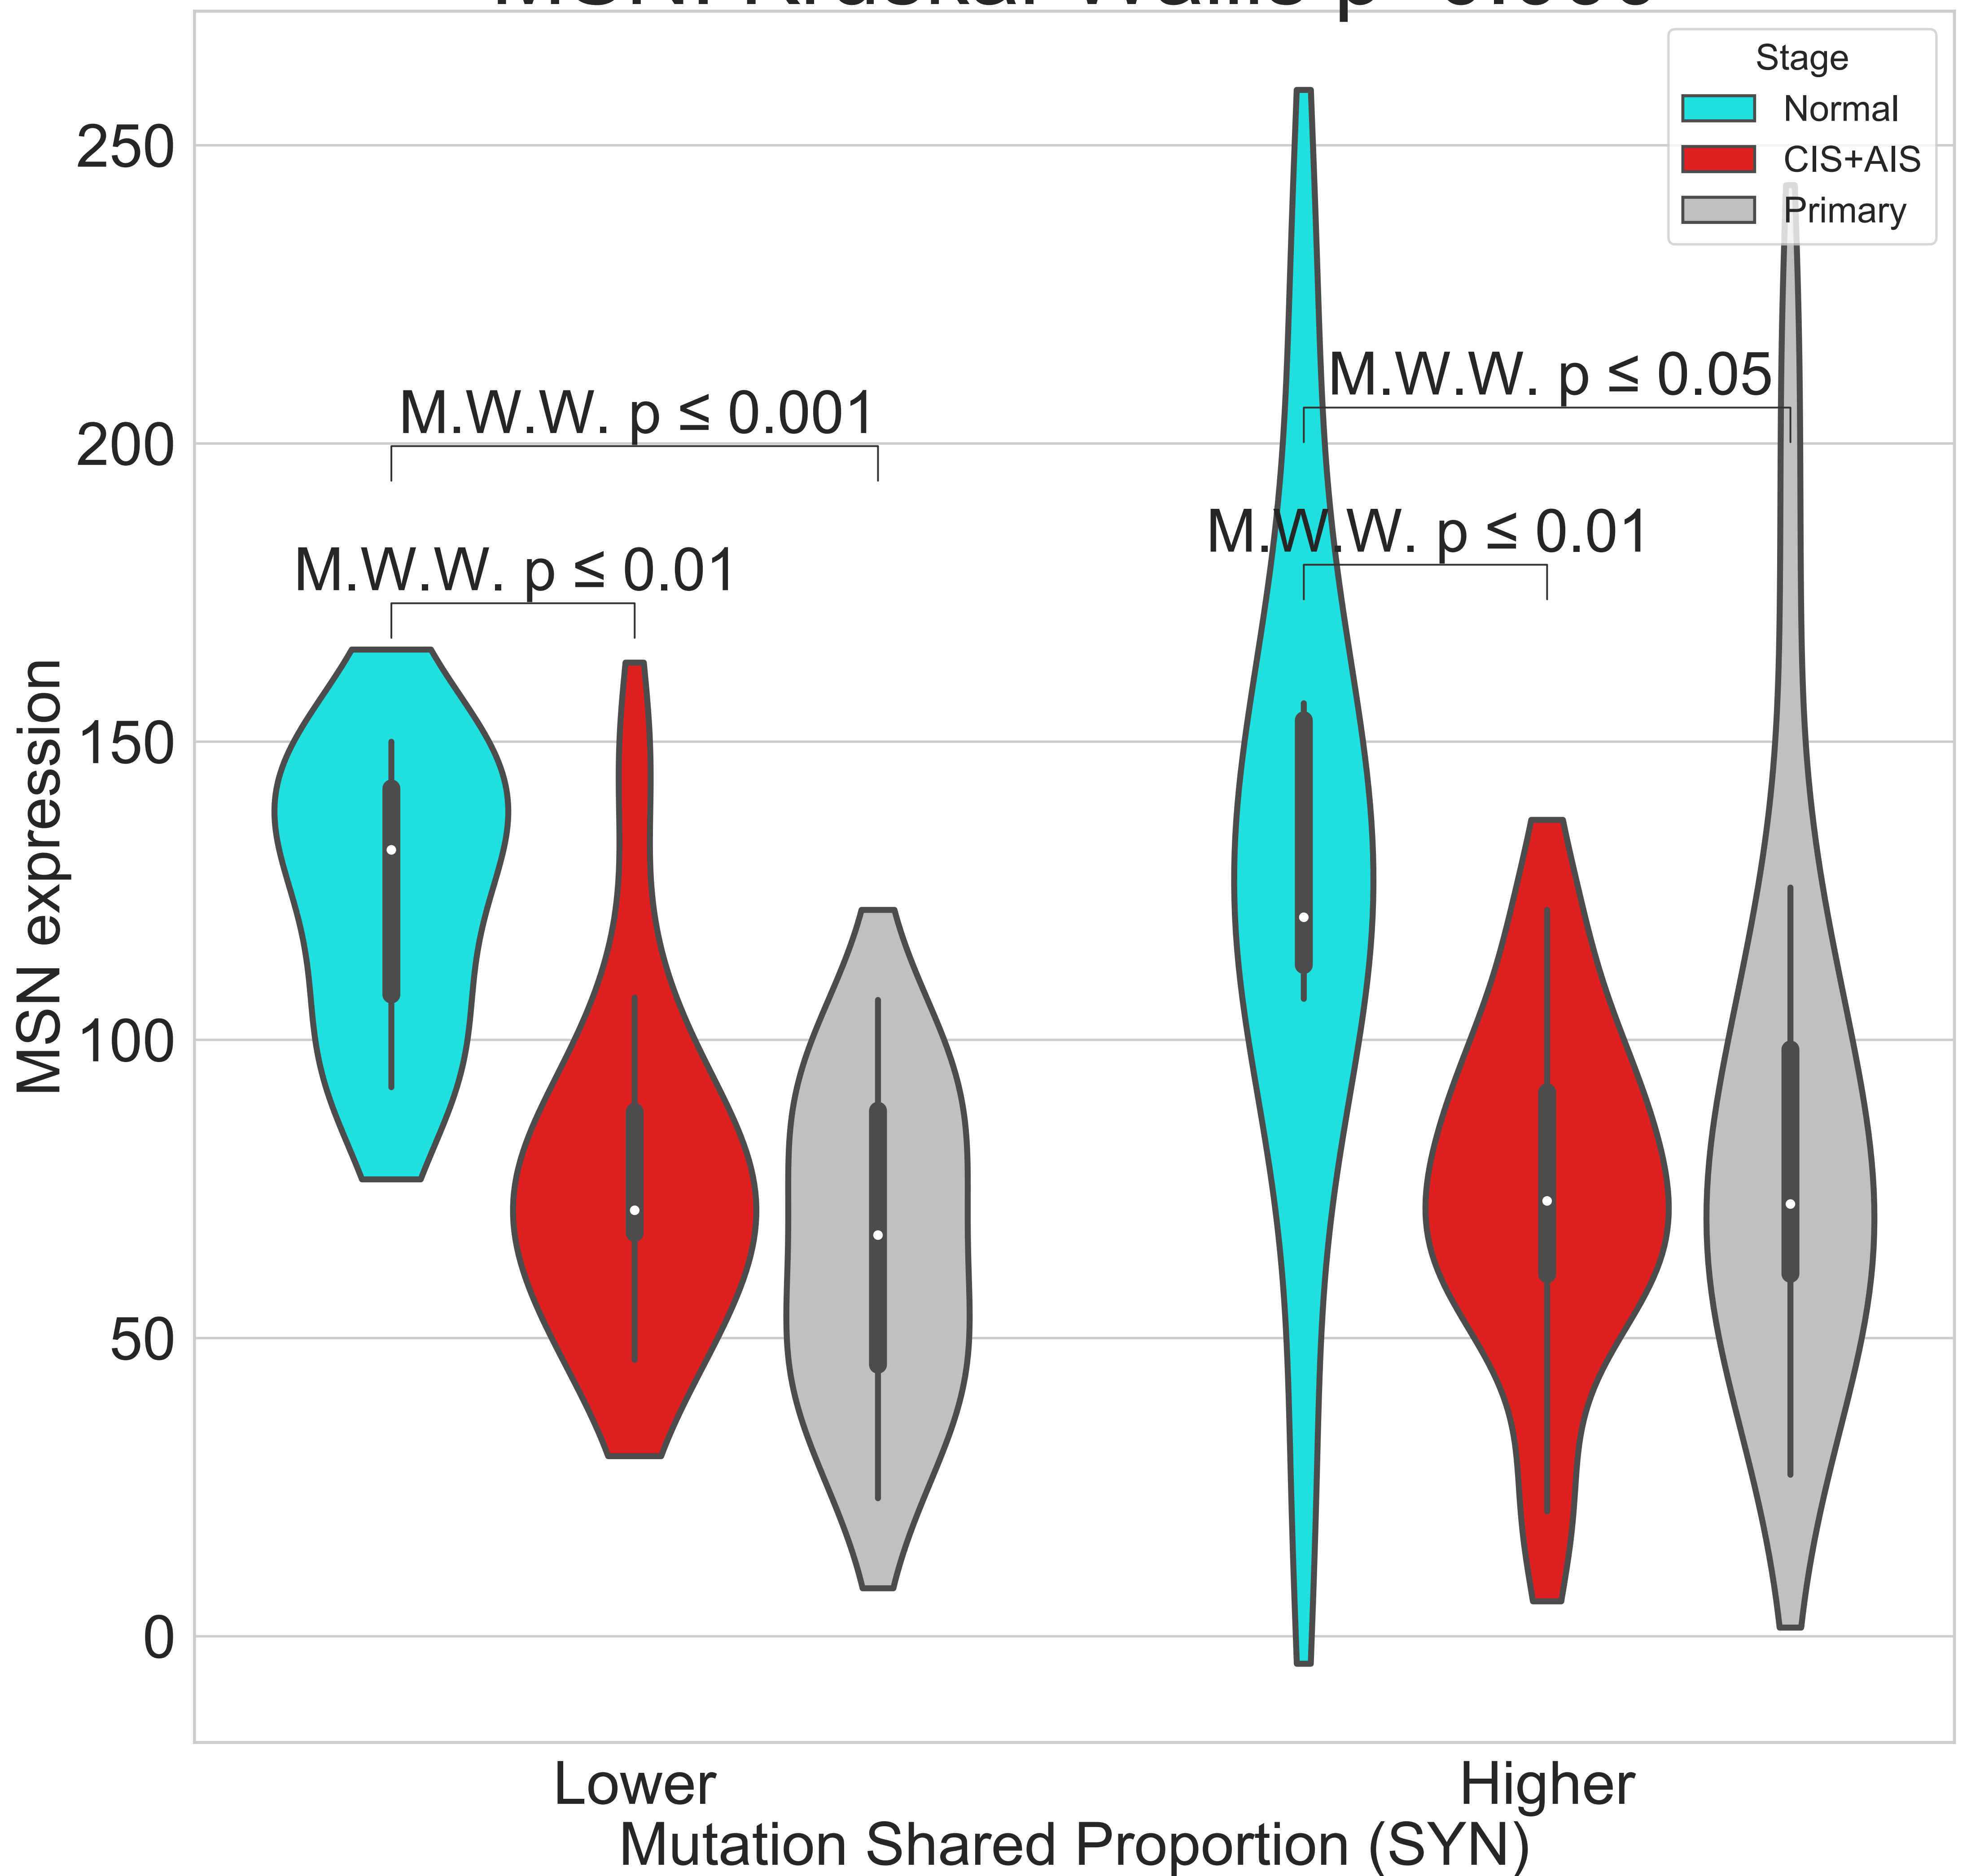 Stage
Normal
CIS+AIS
Primary
250
200
150
100
50
0
MSN expression
M.W.W. p ≤ 0.001
M.W.W. p ≤ 0.01
M.W.W. p ≤ 0.05
M.W.W. p ≤ 0.01
Lower
Higher
Mutation Shared Proportion (SYN)